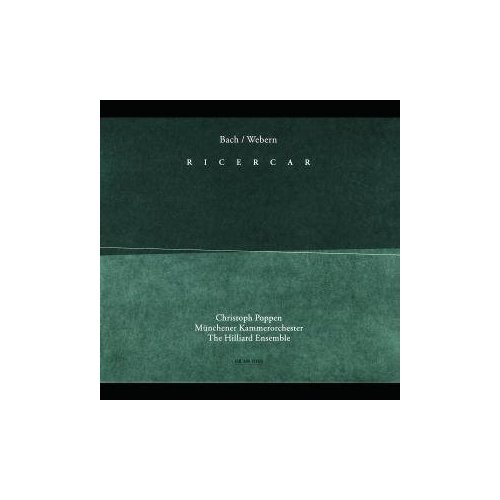 Bach / Webern
RICERCAR
Christoph Poppen
Münchener Kammerorchester
The Hilliard Ensemble